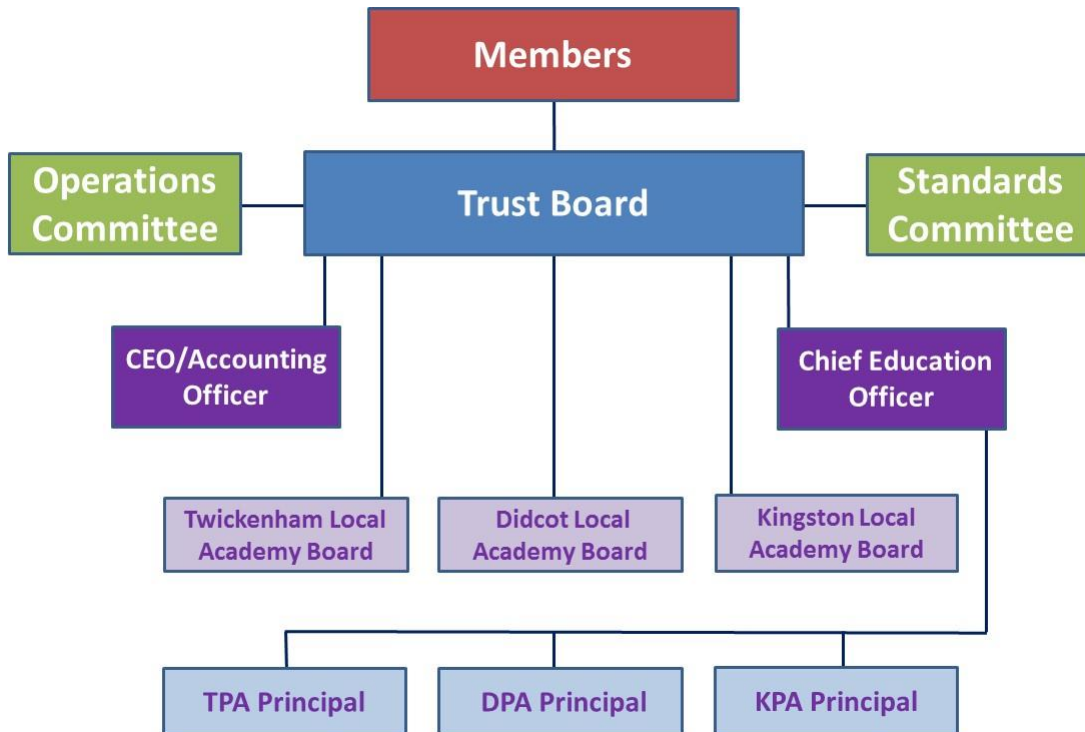 Members
Operations
Committee
Trust Board
Standards
Committee
CEO/Accounting
Officer
Chief Education
Officer
Twickenham Local
Academy Board
Didcot Local
Academy Board
Kingston Local
Academy Board
TPA Principal
DPA Principal
KPA Principal